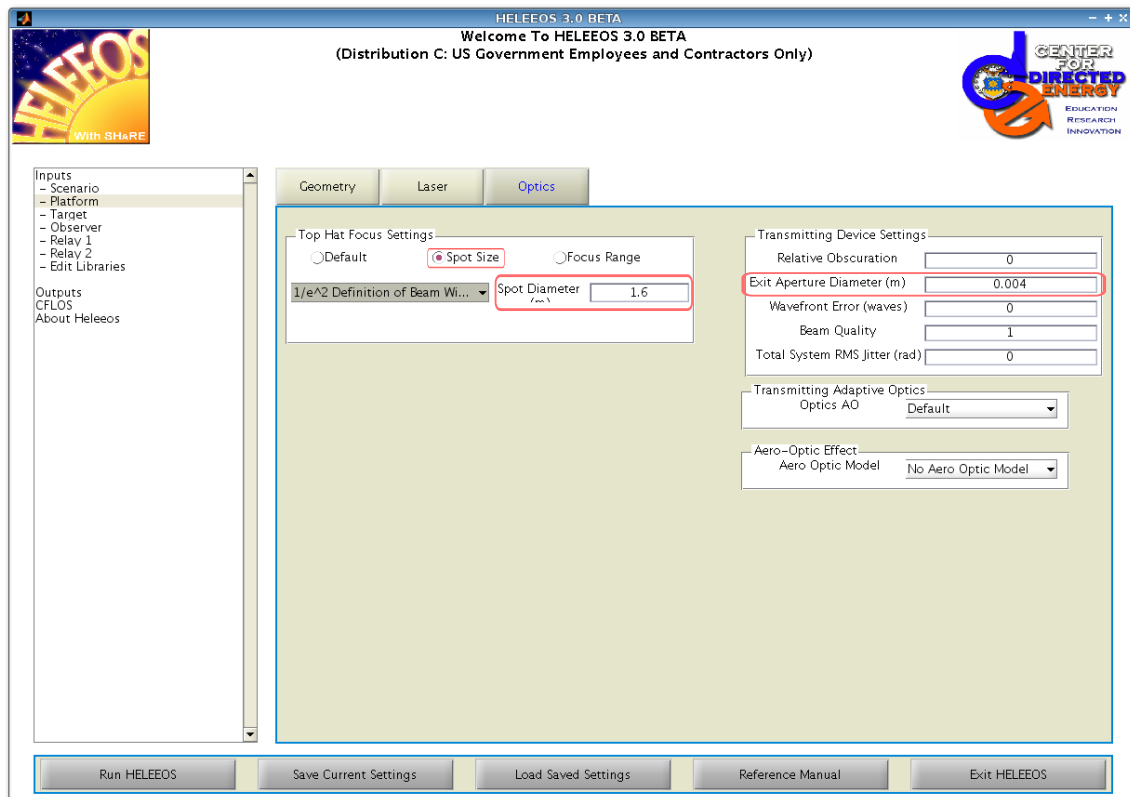 HELEEOS 3.0 BETA
Welcome To HELEEOS 3.0 BETA
(Distribution C: US Government Employees and Contractors Only)
HELEEOS
With SHaRE
CENTER
FOR
DIRECTED
ENERGY
EDUCATION
RESEARCH
INNOVATION
Inputs
- Scenario
- Platform
- Target
- Observer
- Relay 1
- Relay 2
- Edit Libraries
Outputs
CFLOS
About Heleeos
Geometry
Laser
Optics
Top Hat Focus Settings
Default
Spot Size
Focus Range
1/e^2 Definition of Beam Wi...
Spot Diameter
1.6
Transmitting Device Settings
Relative Obscuration 0
Exit Aperture Diameter (m) 0.004
Wavefront Error (waves) 0
Beam Quality 1
Total System RMS Jitter (rad) 0
Transmitting Adaptive Optics
Optics AO Default
Aero-Optic Effect
Aero Optic Model No Aero Optic Model
Run HELEEOS
Save Current Settings
Load Saved Settings
Reference Manual
Exit HELEEOS